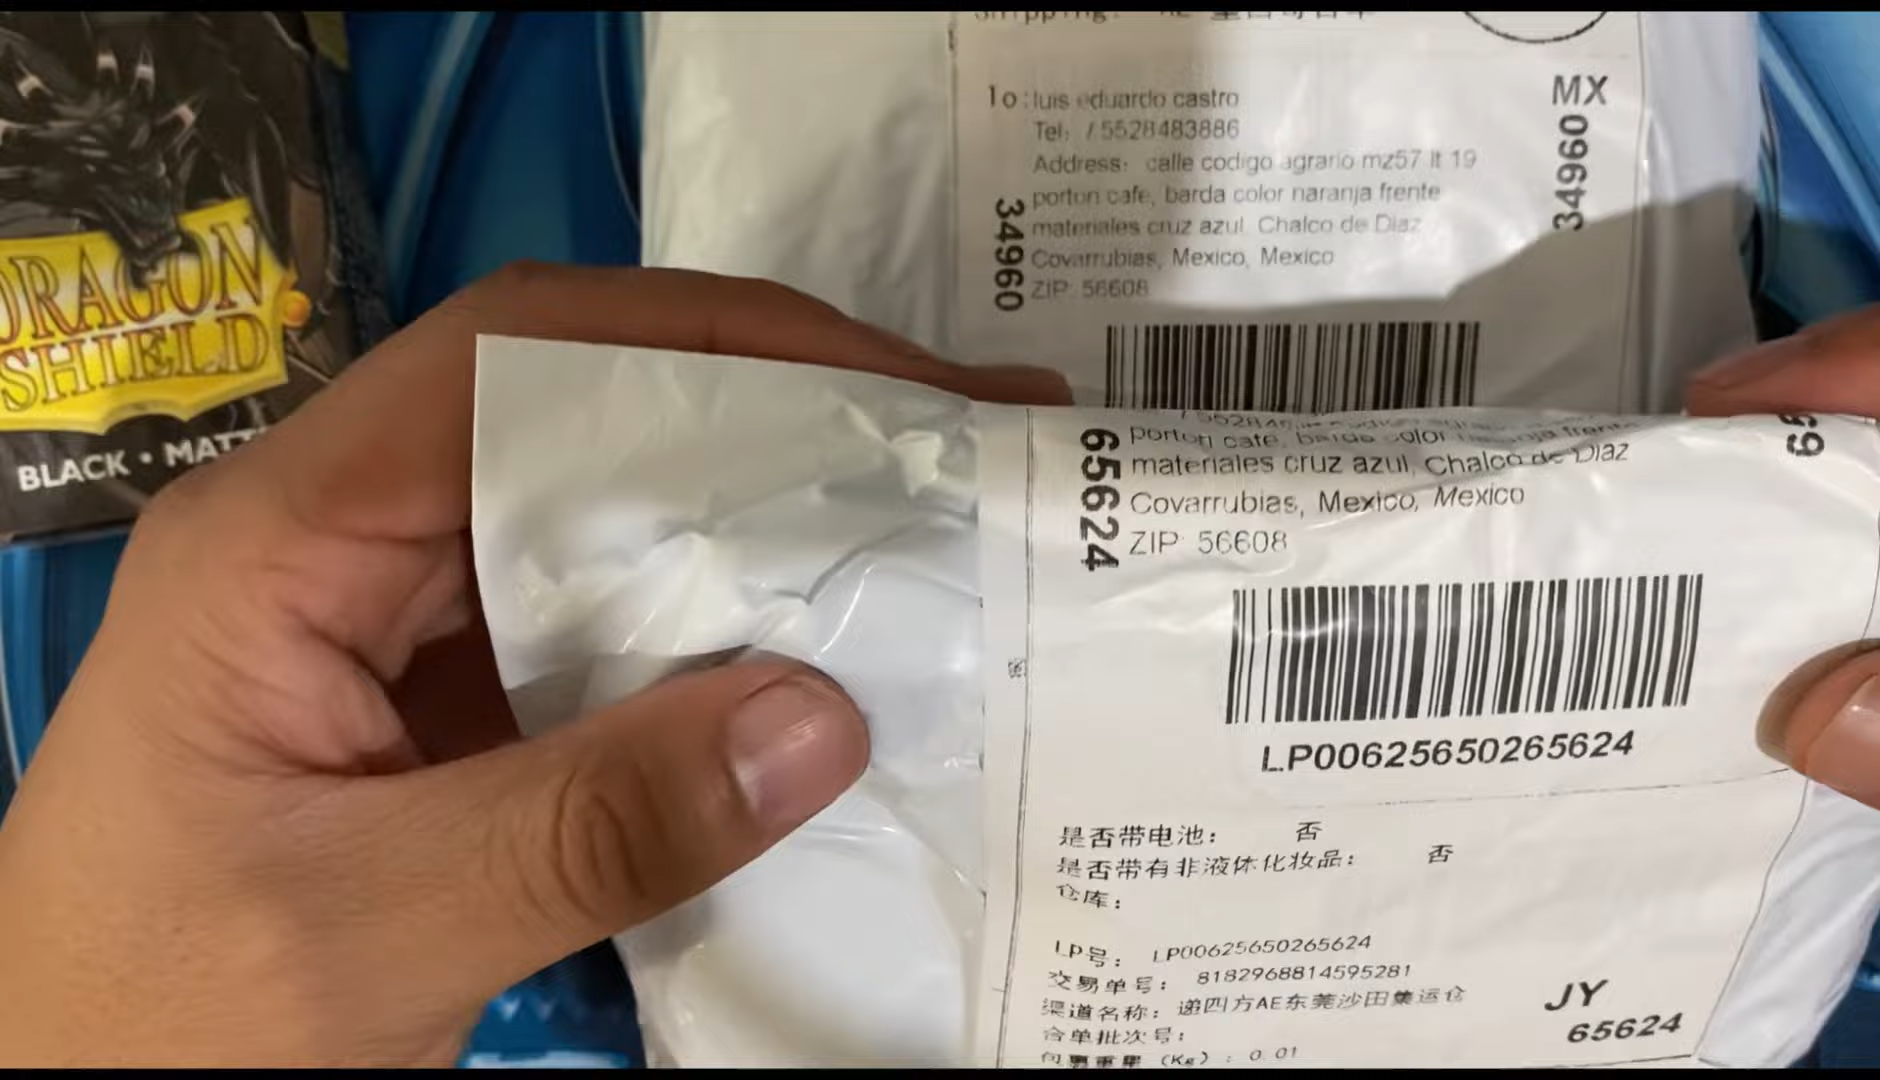 DRAGON
SHIELD
BLACK • MATT
Shipping:
To: luis eduardo castro
Tel: / 5528483886
Address: calle codigo agrario mz57 lt 19
porton cafe, barda color naranja frente
materiales cruz azul, Chalco de Diaz
Covarrubias, Mexico, Mexico
ZIP: 56608
34960
MX
34960
porton cafe, barda color naranja frente
materiales cruz azul, Chalco de Diaz
Covarrubias, Mexico, Mexico
ZIP: 56608
65624
LP00625650265624
是否带电池: 否
是否带有非液体化妆品: 否
仓库:
LP号: LP00625650265624
交易单号: 8182968814595281
渠道名称: 递四方AE东莞沙田集运仓
合单批次号:
包裹重量 (Kg): 0.01
JY
65624